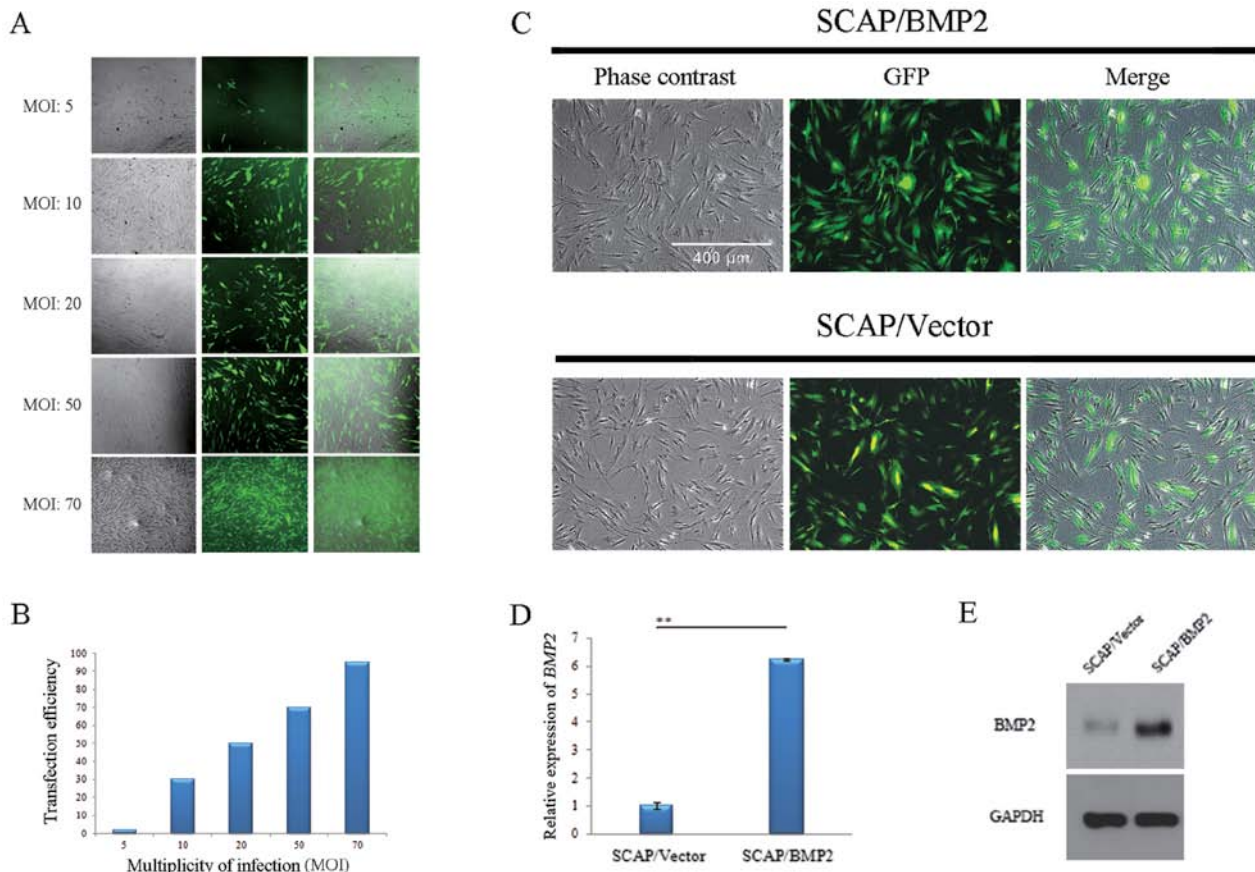 A
MOI: 5
MOI: 10
MOI: 20
MOI: 50
MOI: 70
B
Transfection efficiency
100
90
80
70
60
50
40
30
20
10
0
5 10 20 50 70
Multiplicity of infection (MOI)
C
SCAP/BMP2
Phase contrast GFP Merge
400 μm
SCAP/Vector
D
**
Relative expression of BMP2
7
6
5
4
3
2
1
0
SCAP/Vector SCAP/BMP2
E
SCAP/Vector SCAP/BMP2
BMP2
GAPDH